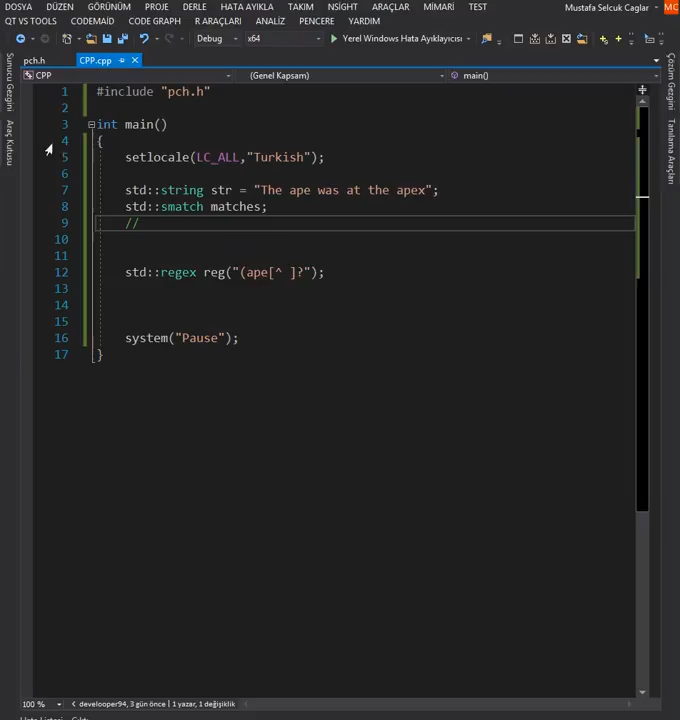 DOSYA DÜZEN GÖRÜNÜM PROJE DERLE HATA AYIKLA TAKIM NSIGHT ARAÇLAR MİMARİ TEST Mustafa Selcuk Caglar MC
QT VS TOOLS CODEMAID CODE GRAPH R ARAÇLARI ANALİZ PENCERE YARDIM
Debug x64 Yerel Windows Hata Ayıklayıcısı
pch.h CPP.cpp
CPP (Genel Kapsam) main()
Sunucu Gezgini
Araç Kutusu
Çözüm Gezgini
Tanılama Araçları
1 #include "pch.h"
2
3 int main()
4 {
5 setlocale(LC_ALL,"Turkish");
6
7 std::string str = "The ape was at the apex";
8 std::smatch matches;
9 //
10
11
12 std::regex reg("(ape[^ ]?");
13
14
15
16 system("Pause");
17 }
100 % develooper94, 3 gün önce | 1 yazar, 1 değişiklik
Hata Listesi Çıktı